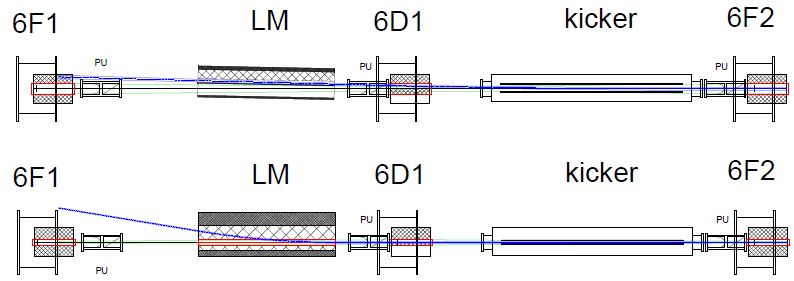 6F1 LM 6D1 kicker 6F2
PU PU PU
6F1 LM 6D1 kicker 6F2
PU PU
PU